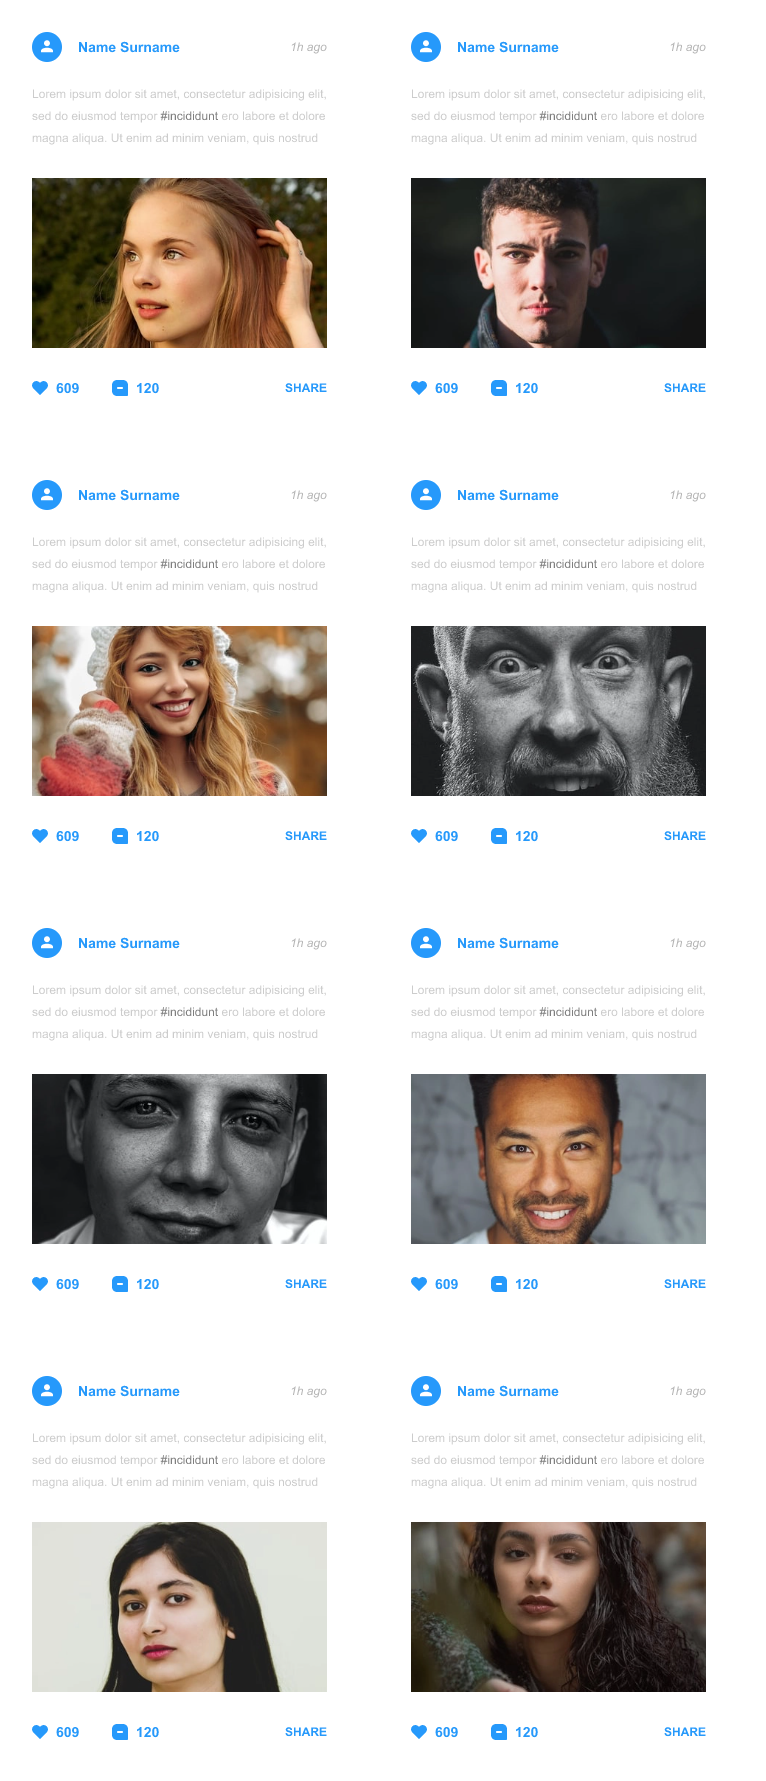 Name Surname 1h ago
Lorem ipsum dolor sit amet, consectetur adipisicing elit,
sed do eiusmod tempor #incididunt ero labore et dolore
magna aliqua. Ut enim ad minim veniam, quis nostrud
609 120 SHARE
Name Surname 1h ago
Lorem ipsum dolor sit amet, consectetur adipisicing elit,
sed do eiusmod tempor #incididunt ero labore et dolore
magna aliqua. Ut enim ad minim veniam, quis nostrud
609 120 SHARE
Name Surname 1h ago
Lorem ipsum dolor sit amet, consectetur adipisicing elit,
sed do eiusmod tempor #incididunt ero labore et dolore
magna aliqua. Ut enim ad minim veniam, quis nostrud
609 120 SHARE
Name Surname 1h ago
Lorem ipsum dolor sit amet, consectetur adipisicing elit,
sed do eiusmod tempor #incididunt ero labore et dolore
magna aliqua. Ut enim ad minim veniam, quis nostrud
609 120 SHARE
Name Surname 1h ago
Lorem ipsum dolor sit amet, consectetur adipisicing elit,
sed do eiusmod tempor #incididunt ero labore et dolore
magna aliqua. Ut enim ad minim veniam, quis nostrud
609 120 SHARE
Name Surname 1h ago
Lorem ipsum dolor sit amet, consectetur adipisicing elit,
sed do eiusmod tempor #incididunt ero labore et dolore
magna aliqua. Ut enim ad minim veniam, quis nostrud
609 120 SHARE
Name Surname 1h ago
Lorem ipsum dolor sit amet, consectetur adipisicing elit,
sed do eiusmod tempor #incididunt ero labore et dolore
magna aliqua. Ut enim ad minim veniam, quis nostrud
609 120 SHARE
Name Surname 1h ago
Lorem ipsum dolor sit amet, consectetur adipisicing elit,
sed do eiusmod tempor #incididunt ero labore et dolore
magna aliqua. Ut enim ad minim veniam, quis nostrud
609 120 SHARE